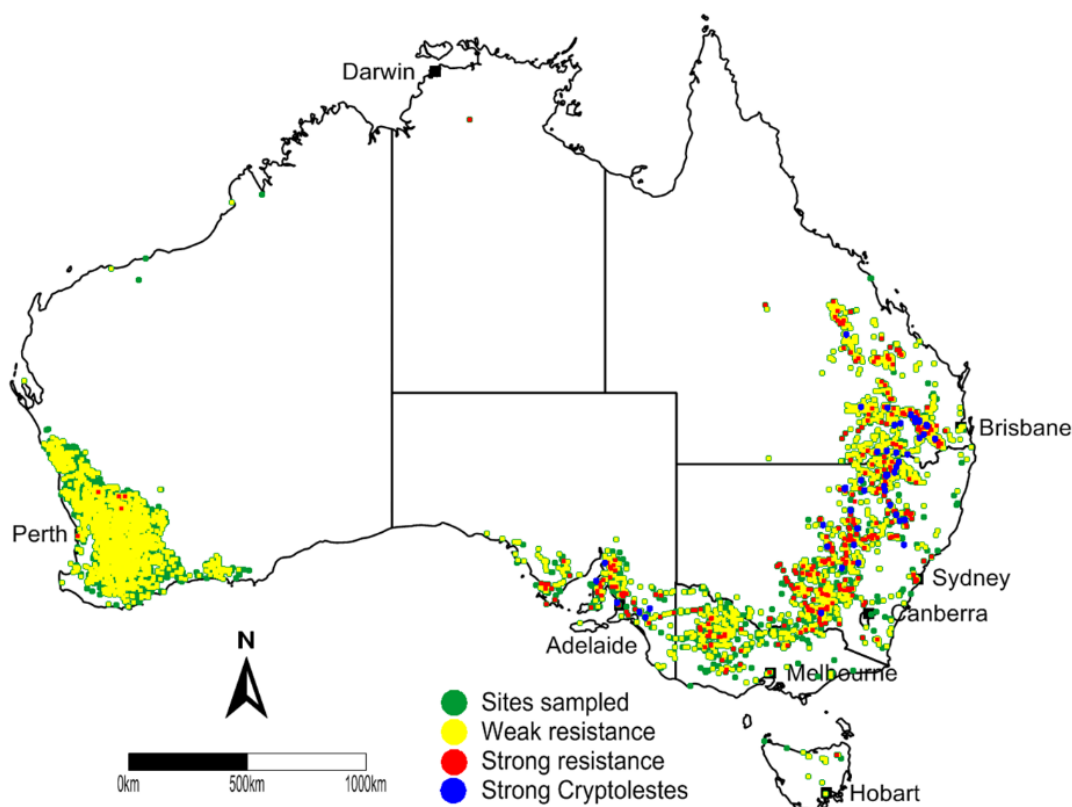 Darwin
Brisbane
Perth
Sydney
Canberra
Adelaide
Melbourne
N
Sites sampled
Weak resistance
Strong resistance
Strong Cryptolestes
0km 500km 1000km
Hobart